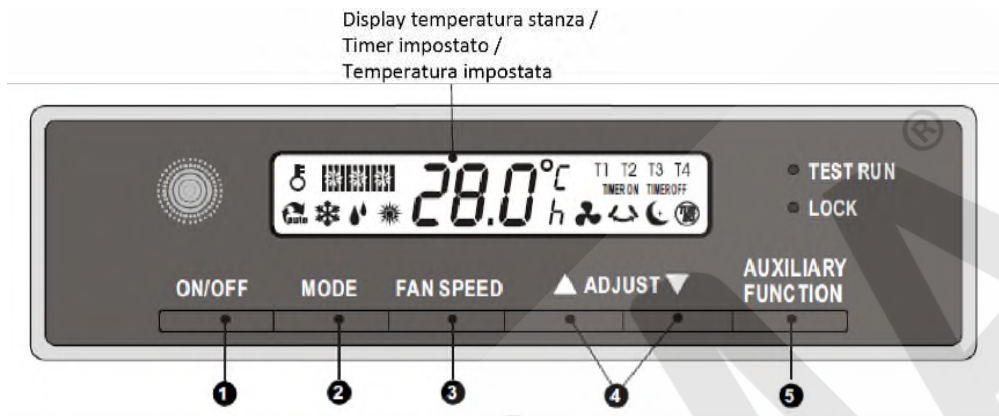 Display temperatura stanza /
Timer impostato /
Temperatura impostata
28.0°C
h
T1 T2 T3 T4
TIMER ON TIMER OFF
auto
TEST RUN
LOCK
ON/OFF
MODE
FAN SPEED
▲ ADJUST ▼
AUXILIARY
FUNCTION
1
2
3
4
5
®